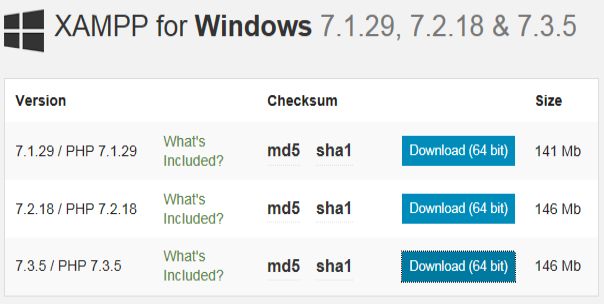 XAMPP for Windows 7.1.29, 7.2.18 & 7.3.5
Version Checksum Size
7.1.29 / PHP 7.1.29 What's Included? md5 sha1 Download (64 bit) 141 Mb
7.2.18 / PHP 7.2.18 What's Included? md5 sha1 Download (64 bit) 146 Mb
7.3.5 / PHP 7.3.5 What's Included? md5 sha1 Download (64 bit) 146 Mb